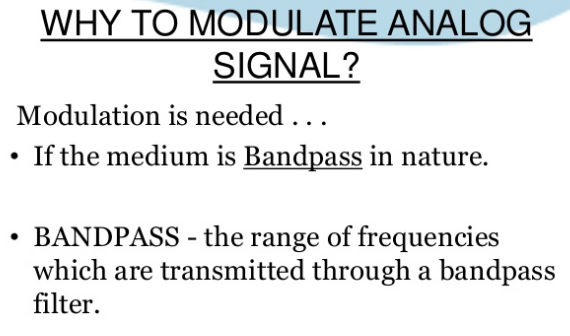 WHY TO MODULATE ANALOG
SIGNAL?
Modulation is needed . . .
• If the medium is Bandpass in nature.
• BANDPASS - the range of frequencies
which are transmitted through a bandpass
filter.